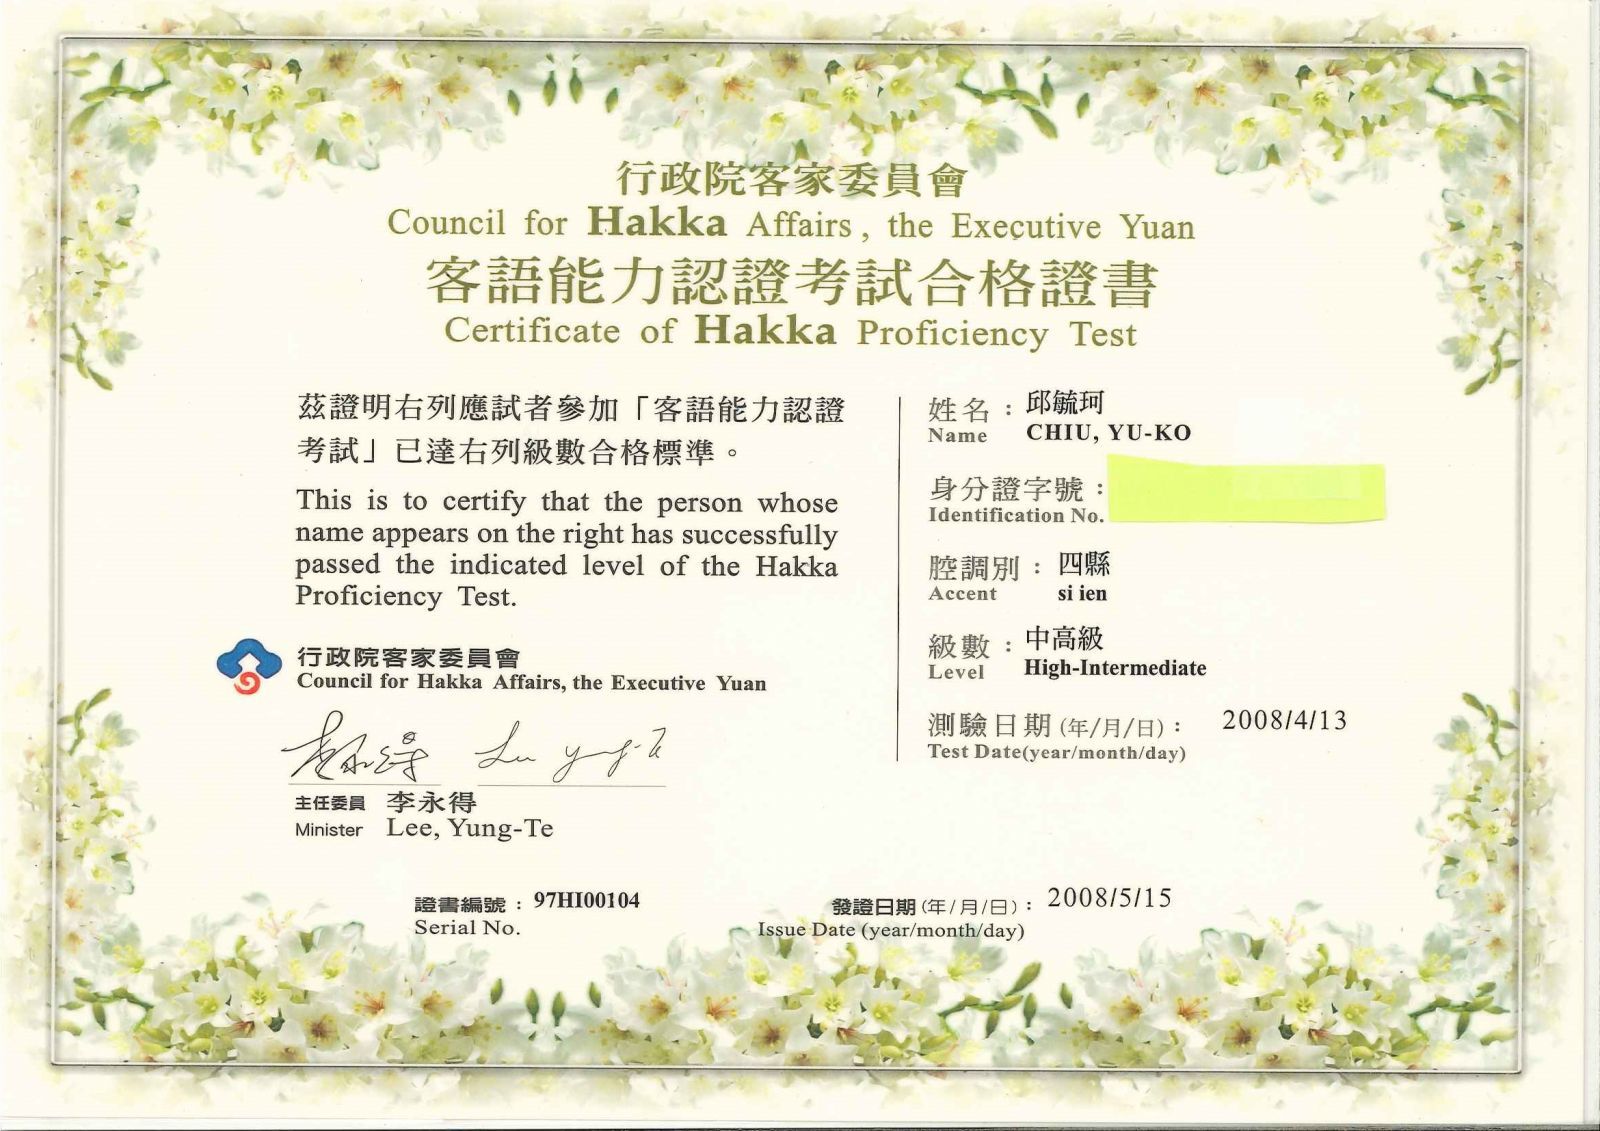 行政院客家委員會
Council for Hakka Affairs, the Executive Yuan
客語能力認證考試合格證書
Certificate of Hakka Proficiency Test
茲證明右列應試者參加「客語能力認證
考試」已達右列級數合格標準。
This is to certify that the person whose
name appears on the right has successfully
passed the indicated level of the Hakka
Proficiency Test.
行政院客家委員會
Council for Hakka Affairs, the Executive Yuan
李永得 Lee Yung-Te
主任委員 李永得
Minister Lee, Yung-Te
姓名：邱毓珂
Name CHIU, YU-KO
身分證字號：
Identification No.
腔調別：四縣
Accent si ien
級數：中高級
Level High-Intermediate
測驗日期(年/月/日)： 2008/4/13
Test Date(year/month/day)
證書編號：97HI00104
Serial No.
發證日期(年/月/日)：2008/5/15
Issue Date (year/month/day)